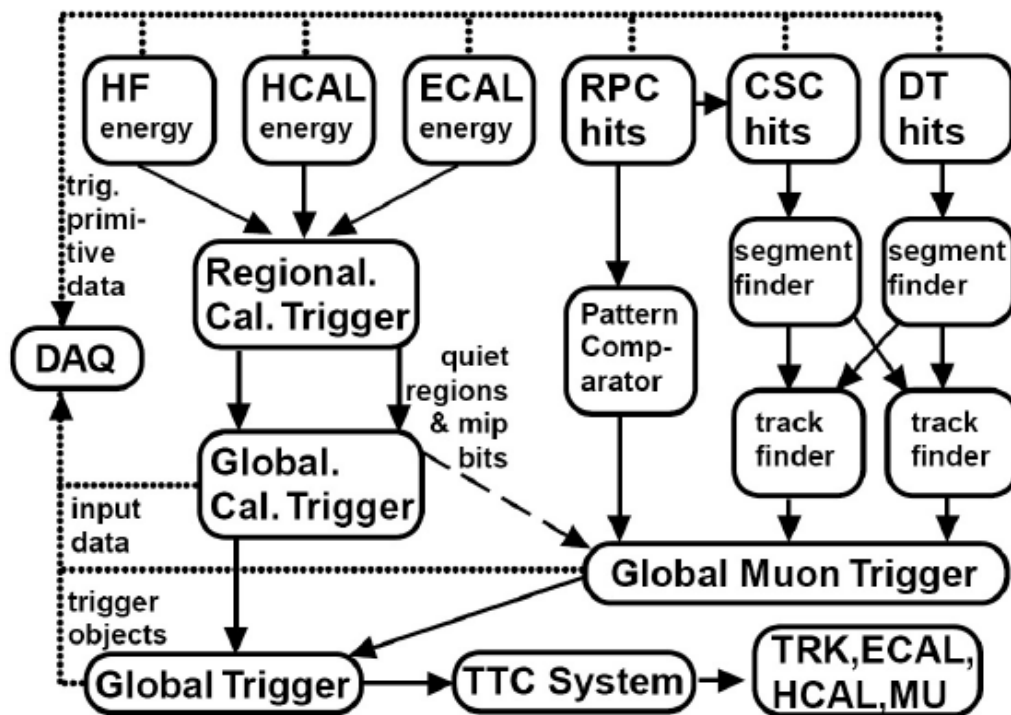 HF
energy
HCAL
energy
ECAL
energy
RPC
hits
CSC
hits
DT
hits
trig.
primi-
tive
data
Regional.
Cal. Trigger
segment
finder
segment
finder
DAQ
Pattern
Comp-
arator
quiet
regions
& mip
bits
track
finder
track
finder
Global.
Cal. Trigger
input
data
Global Muon Trigger
trigger
objects
Global Trigger
TTC System
TRK,ECAL,
HCAL,MU